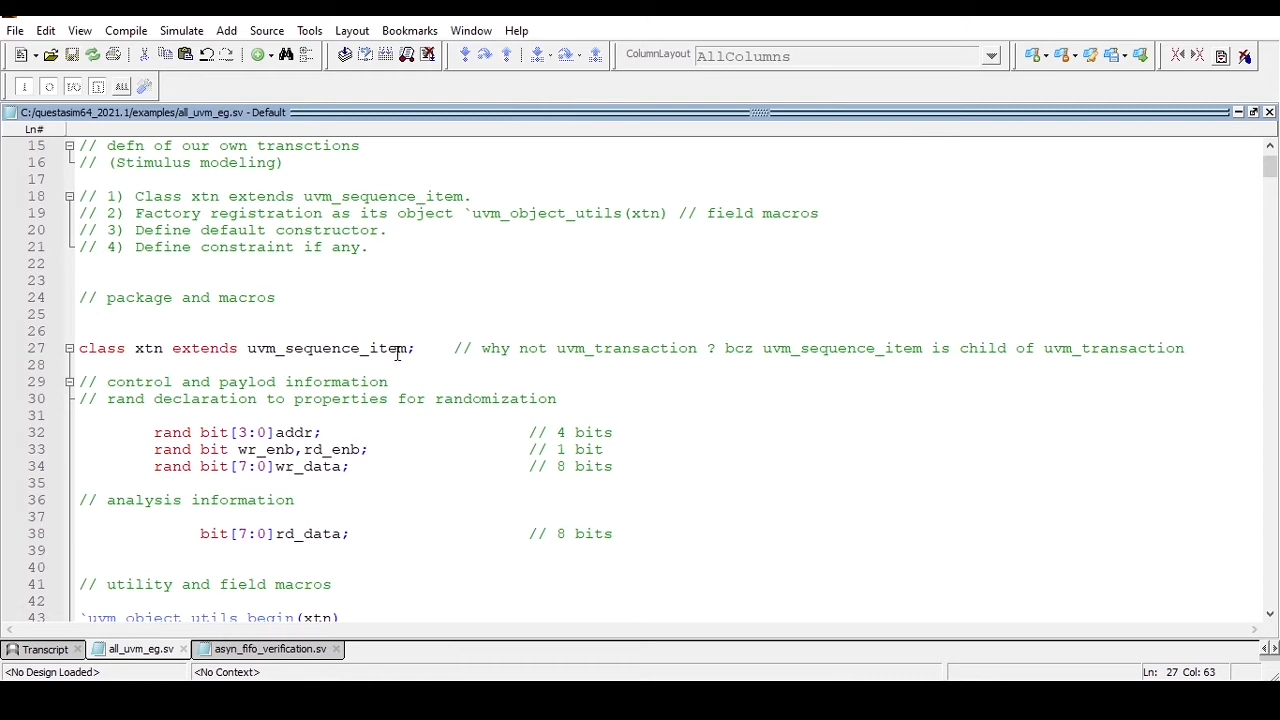 File Edit View Compile Simulate Add Source Tools Layout Bookmarks Window Help
ColumnLayout AllColumns
C:/questasim64_2021.1/examples/all_uvm_eg.sv - Default
Ln#
15 // defn of our own transctions
16 // (Stimulus modeling)
17
18 // 1) Class xtn extends uvm_sequence_item.
19 // 2) Factory registration as its object `uvm_object_utils(xtn) // field macros
20 // 3) Define default constructor.
21 // 4) Define constraint if any.
22
23
24 // package and macros
25
26
27 class xtn extends uvm_sequence_item; // why not uvm_transaction ? bcz uvm_sequence_item is child of uvm_transaction
28
29 // control and paylod information
30 // rand declaration to properties for randomization
31
32 rand bit[3:0]addr; // 4 bits
33 rand bit wr_enb,rd_enb; // 1 bit
34 rand bit[7:0]wr_data; // 8 bits
35
36 // analysis information
37
38 bit[7:0]rd_data; // 8 bits
39
40
41 // utility and field macros
42
43 `uvm_object_utils_begin(xtn)
Transcript all_uvm_eg.sv asyn_fifo_verification.sv
<No Design Loaded> <No Context> Ln: 27 Col: 63